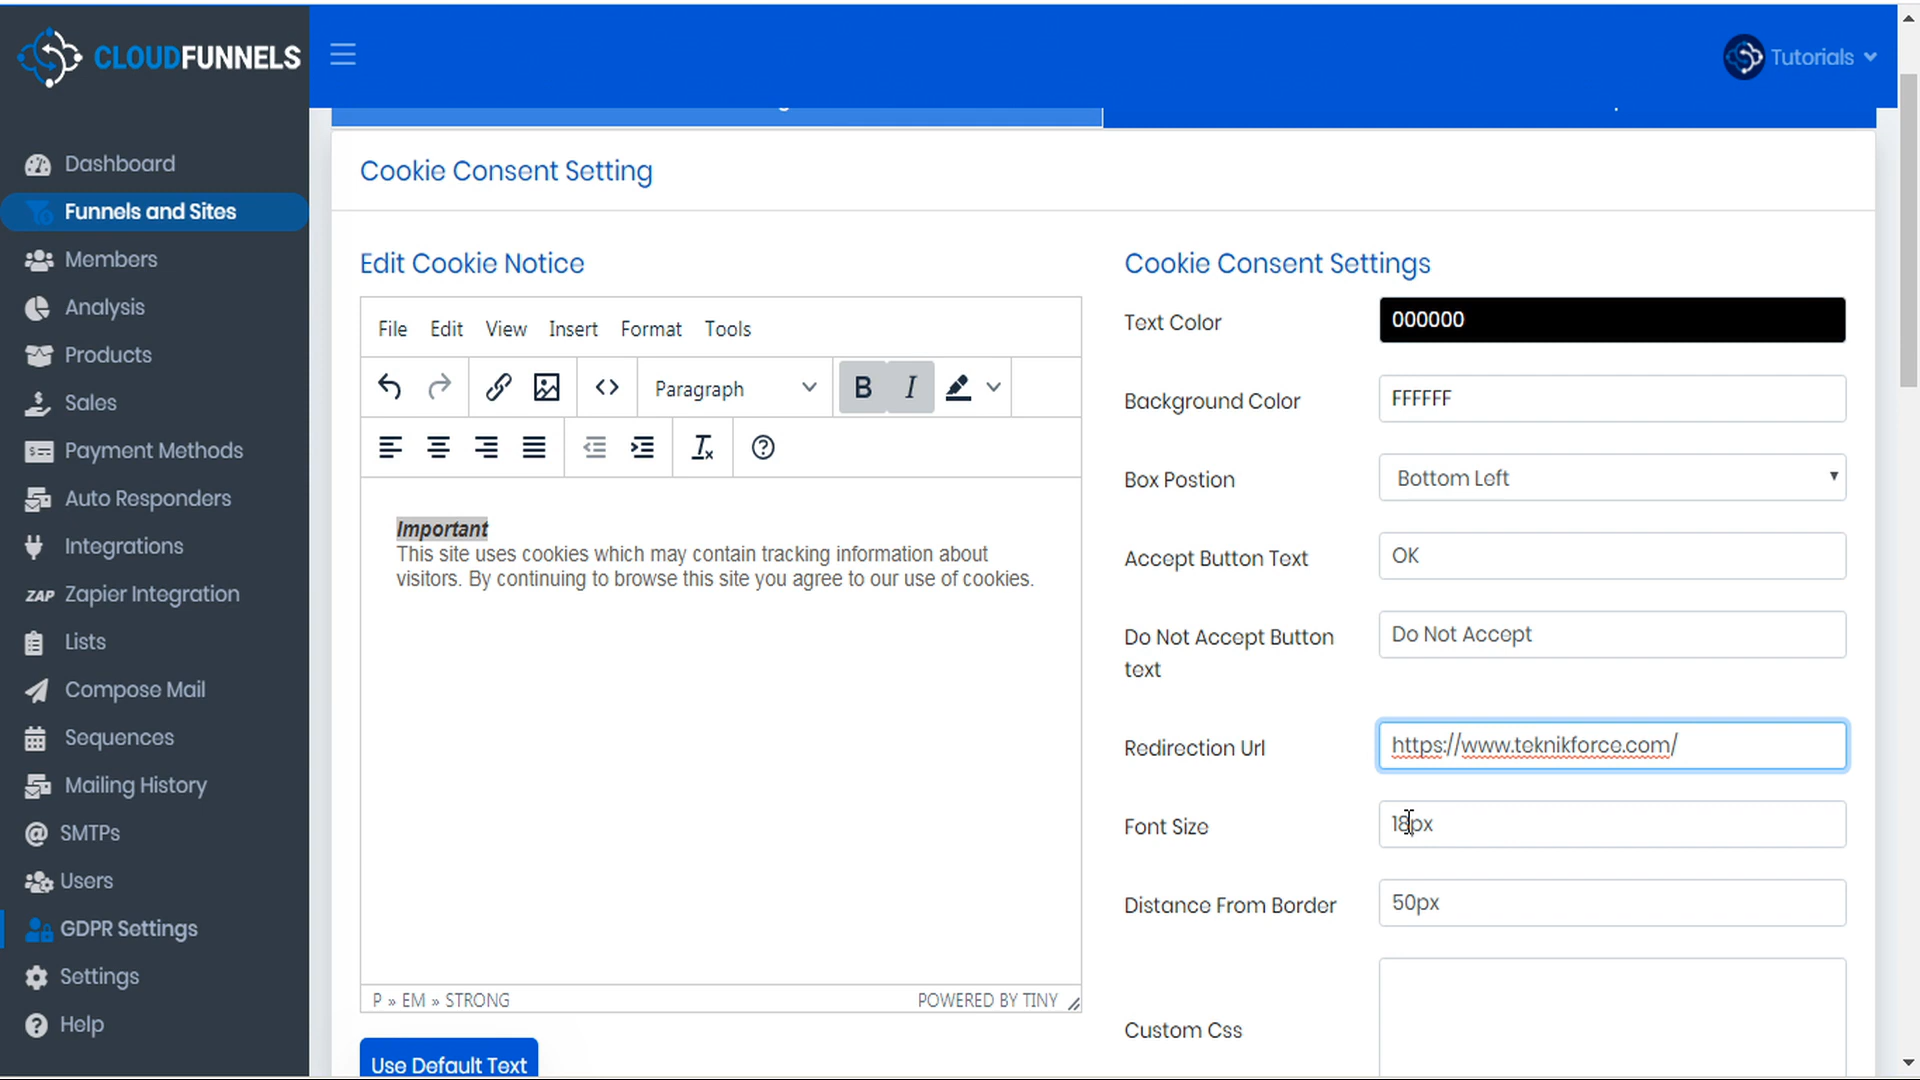 CLOUDFUNNELS
Tutorials
Dashboard
Funnels and Sites
Members
Analysis
Products
Sales
Payment Methods
Auto Responders
Integrations
ZAP Zapier Integration
Lists
Compose Mail
Sequences
Mailing History
SMTPs
Users
GDPR Settings
Settings
Help
Cookie Consent Setting
Edit Cookie Notice
File Edit View Insert Format Tools
Paragraph B I
Important
This site uses cookies which may contain tracking information about
visitors. By continuing to browse this site you agree to our use of cookies.
P » EM » STRONG POWERED BY TINY
Use Default Text
Cookie Consent Settings
Text Color 000000
Background Color FFFFFF
Box Postion Bottom Left
Accept Button Text OK
Do Not Accept Button Do Not Accept
text
Redirection Url https://www.teknikforce.com/
Font Size 18px
Distance From Border 50px
Custom Css